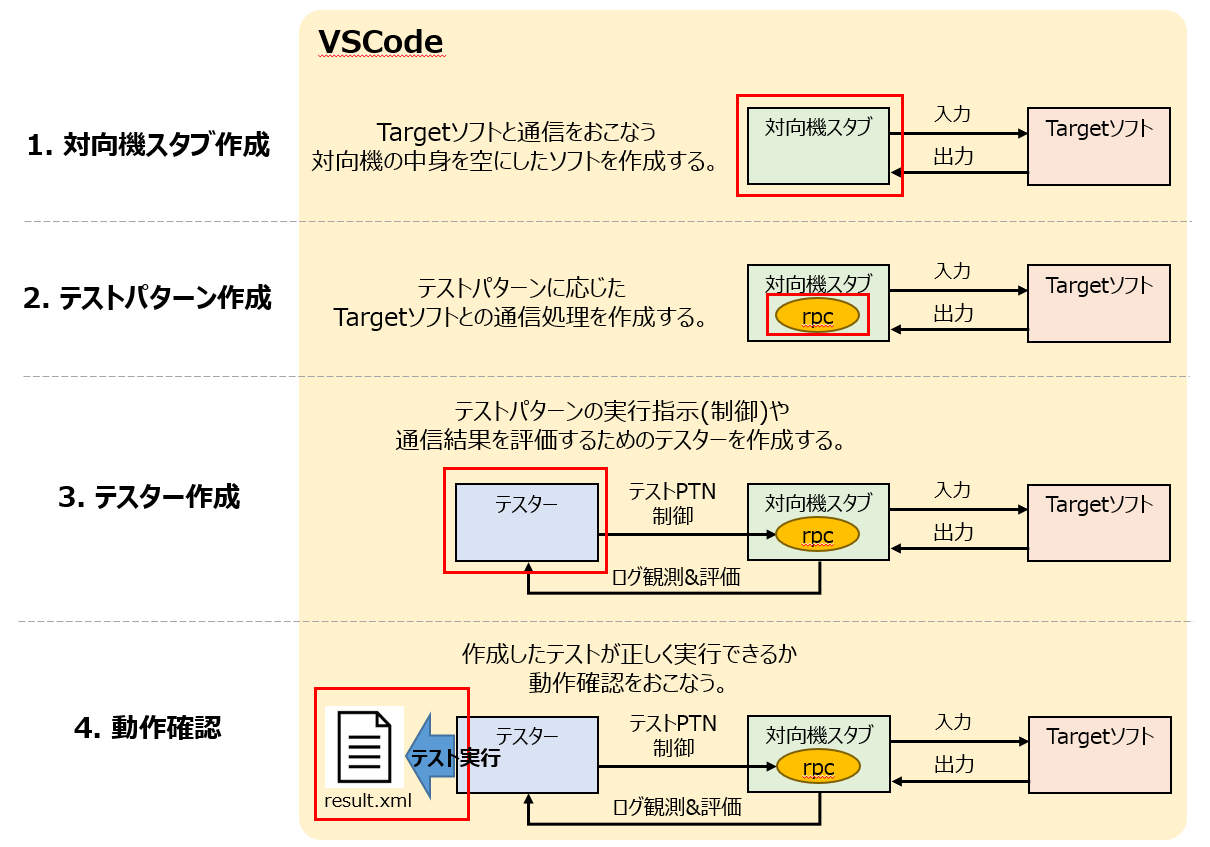 VSCode
1. 対向機スタブ作成
Targetソフトと通信をおこなう
対向機の中身を空にしたソフトを作成する。
対向機スタブ
入力
出力
Targetソフト
2. テストパターン作成
テストパターンに応じた
Targetソフトとの通信処理を作成する。
対向機スタブ
rpc
入力
出力
Targetソフト
3. テスター作成
テストパターンの実行指示(制御)や
通信結果を評価するためのテスターを作成する。
テスター
テストPTN
制御
対向機スタブ
rpc
入力
出力
Targetソフト
ログ観測&評価
4. 動作確認
作成したテストが正しく実行できるか
動作確認をおこなう。
result.xml
テスト実行
テスター
テストPTN
制御
対向機スタブ
rpc
入力
出力
Targetソフト
ログ観測&評価